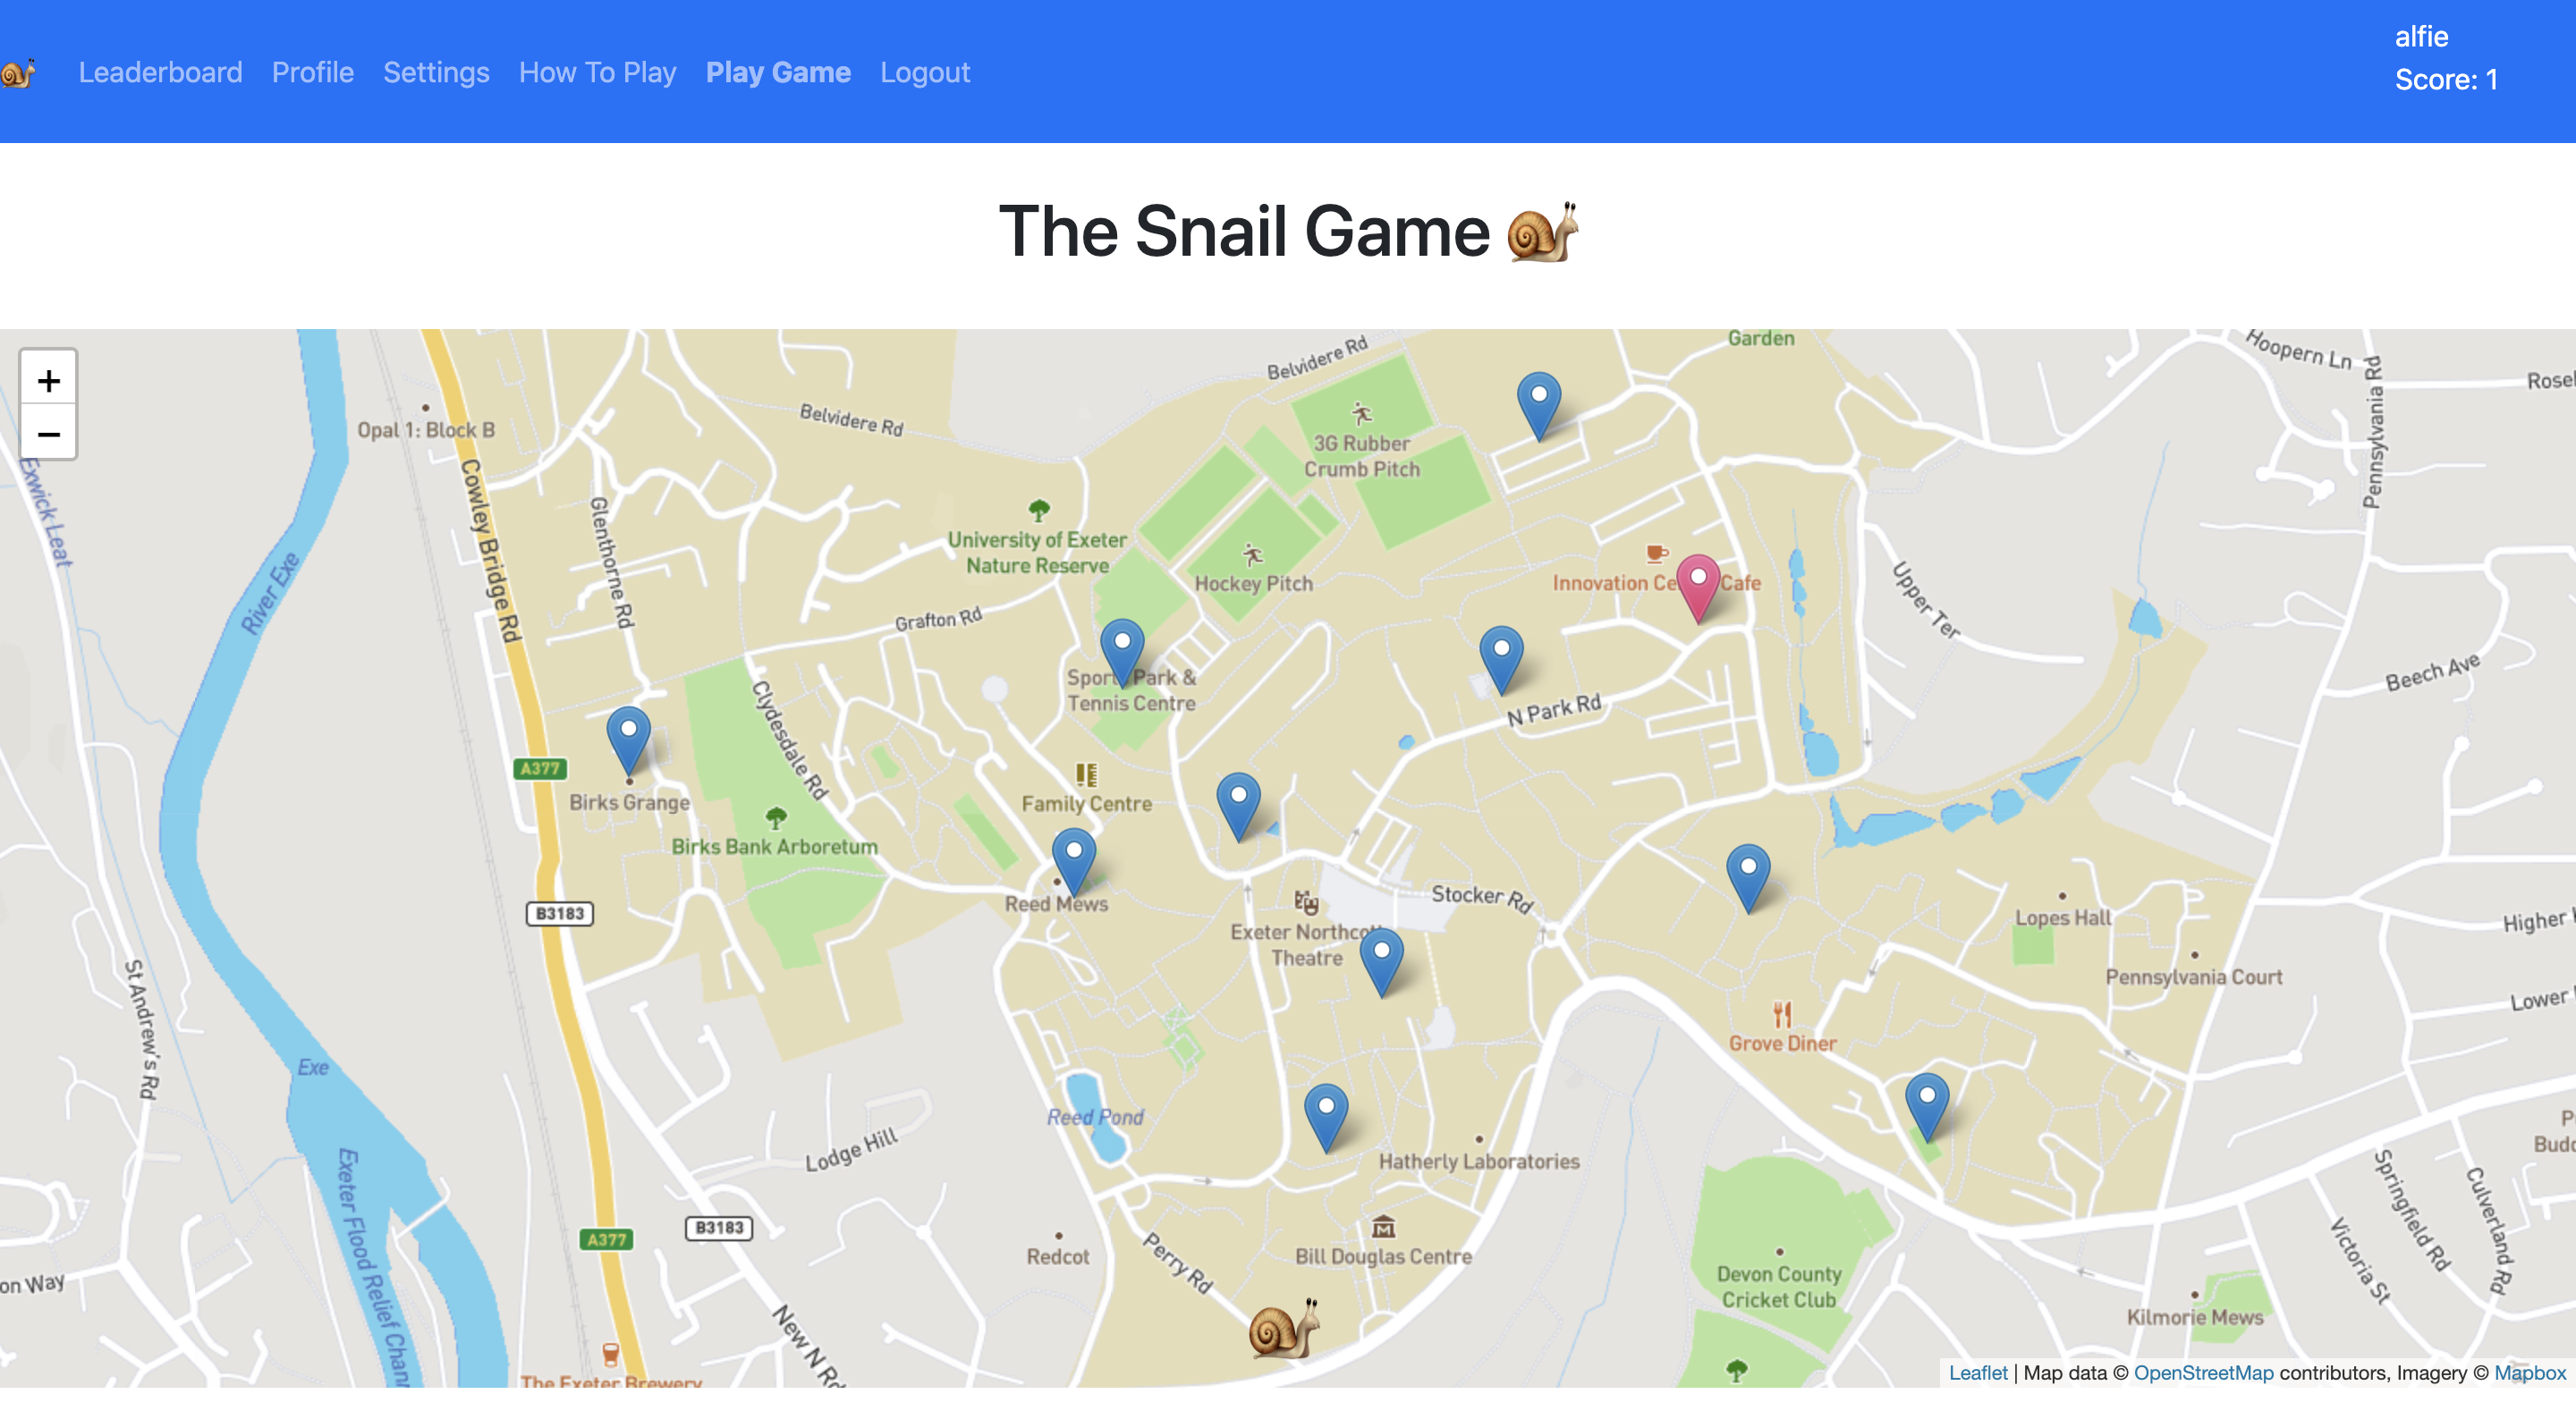 alfie
Leaderboard Profile Settings How To Play Play Game Logout
Score: 1
The Snail Game
+
−
Garden
Hoopern Ln
Belvidere Rd
Pennsylvania Rd
Opal 1: Block B
Belvidere Rd
3G Rubber
Crumb Pitch
Exwick Leat
Cowley Bridge Rd
Glenthorne Rd
University of Exeter
Nature Reserve
Hockey Pitch
Innovation Ce Cafe
River Exe
Grafton Rd
Upper Ter
Sport Park &
Tennis Centre
Beech Ave
N Park Rd
Clydesdale Rd
A377
Birks Grange
Family Centre
Birks Bank Arboretum
Reed Mews
Stocker Rd
B3183
Exeter Northcott
Theatre
Lopes Hall
Higher
Pennsylvania Court
Lower
St Andrew's Rd
Grove Diner
Exe
Reed Pond
Lodge Hill
Hatherly Laboratories
Exeter Flood Relief Chann
B3183
A377
Redcot
Perry Rd
Bill Douglas Centre
Springfield Rd
Culverland Rd
Victoria St
on Way
Devon County
Cricket Club
Kilmorie Mews
New N Rd
The Exeter Brewery
Leaflet | Map data © OpenStreetMap contributors, Imagery © Mapbox